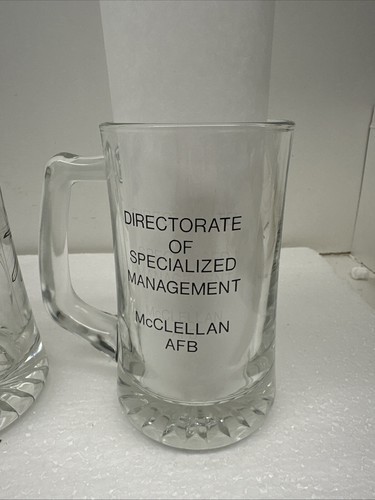 DIRECTORATE
OF
SPECIALIZED
MANAGEMENT
McCLELLAN
AFB